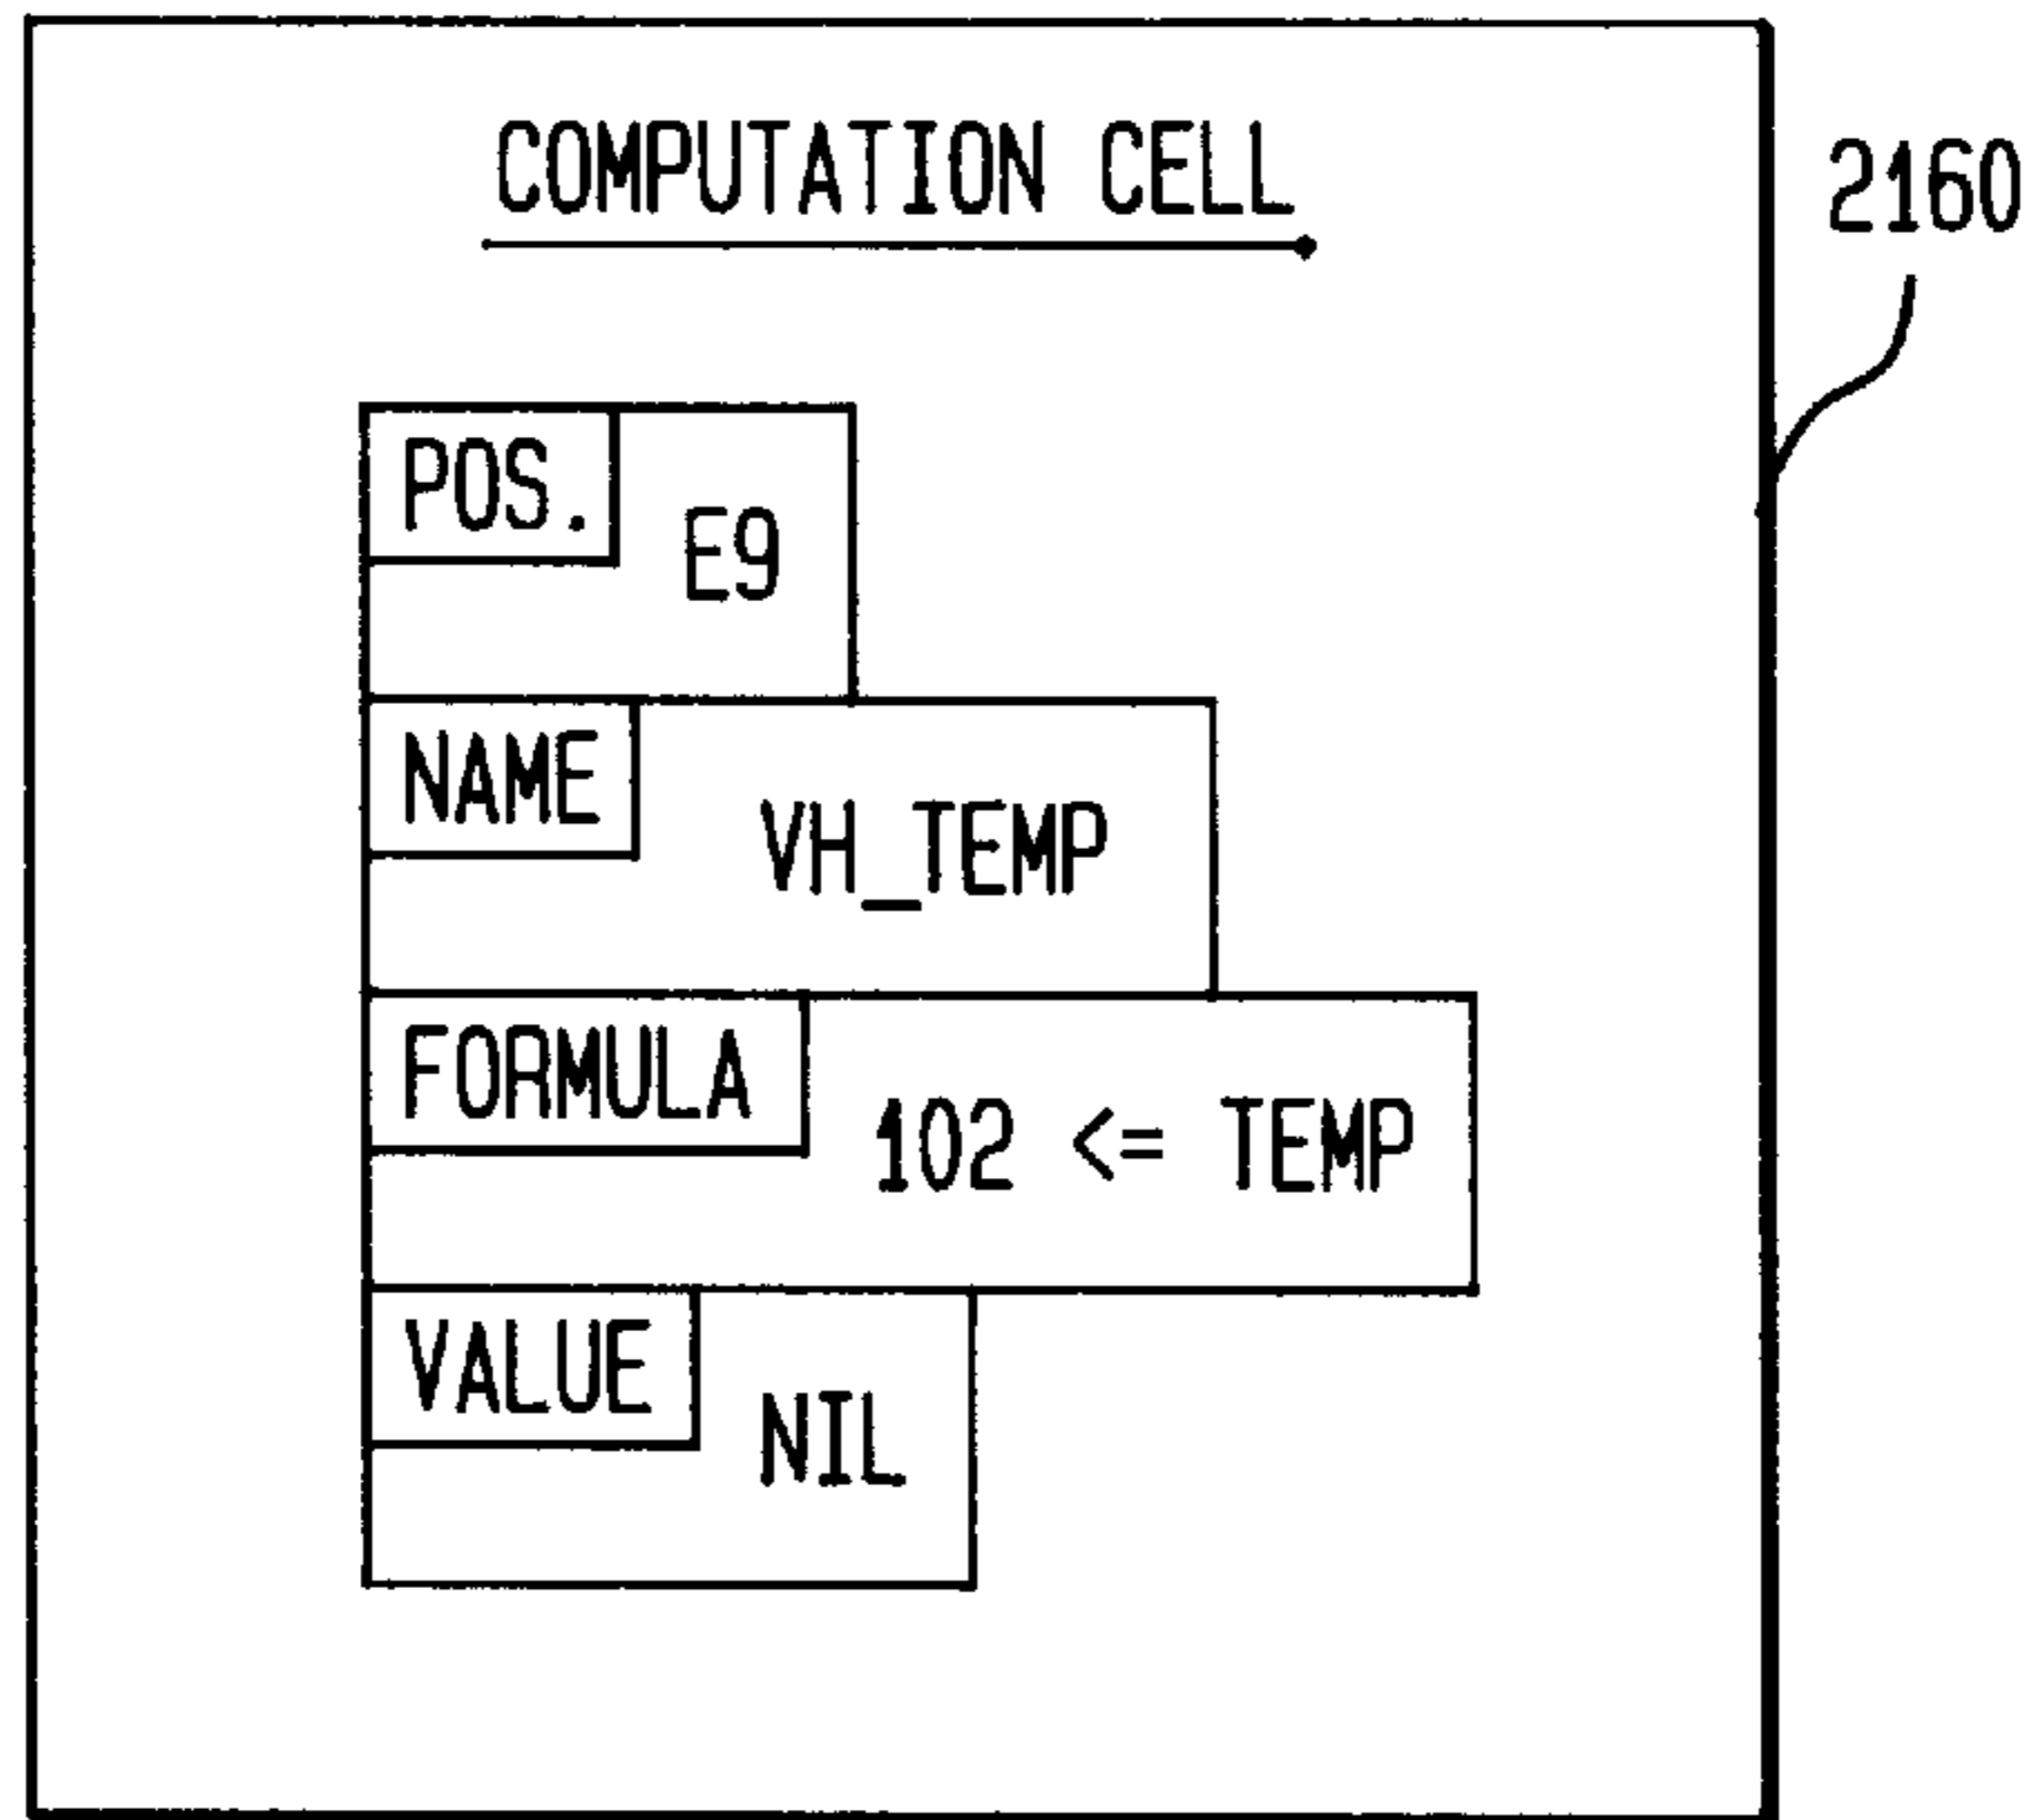 COMPUTATION CELL
2160
POS.
E9
NAME
VH_TEMP
FORMULA
102 <= TEMP
VALUE
NIL